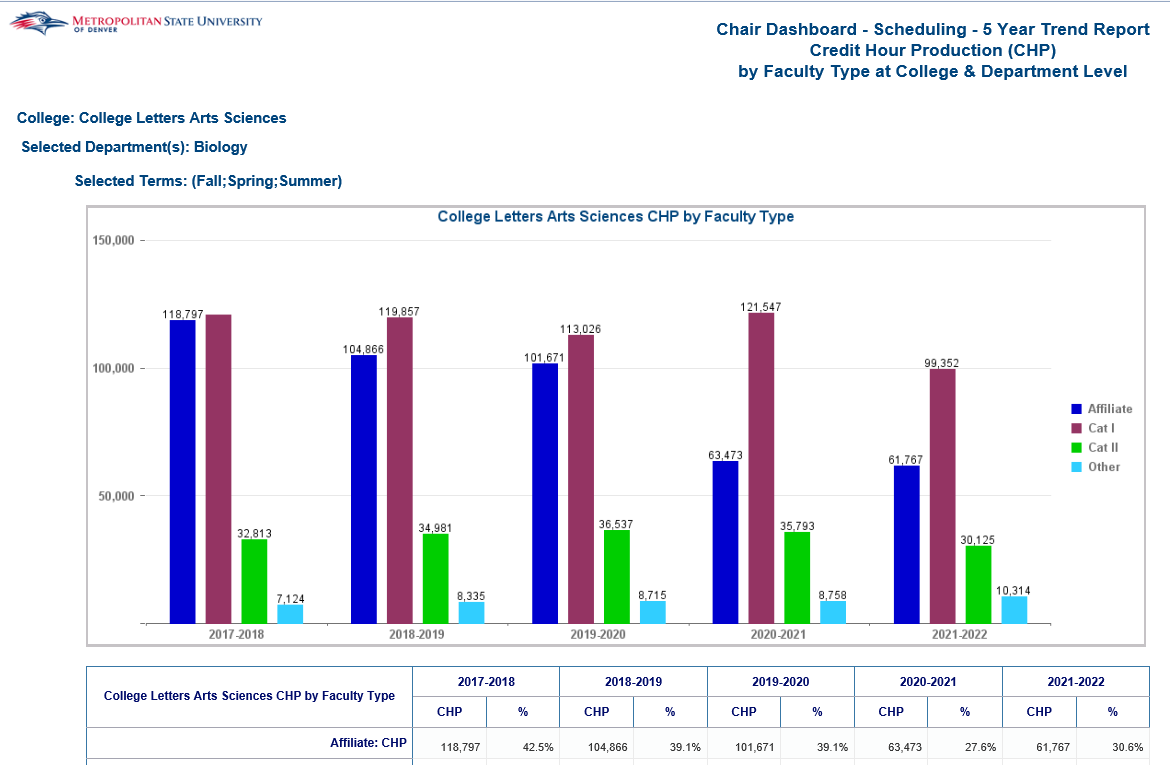 METROPOLITAN STATE UNIVERSITY
OF DENVER
Chair Dashboard - Scheduling - 5 Year Trend Report
Credit Hour Production (CHP)
by Faculty Type at College & Department Level
College: College Letters Arts Sciences
Selected Department(s): Biology
Selected Terms: (Fall;Spring;Summer)
College Letters Arts Sciences CHP by Faculty Type
150,000
100,000
50,000
118,797
32,813
7,124
104,866
119,857
34,981
8,335
101,671
113,026
36,537
8,715
63,473
121,547
35,793
8,758
61,767
99,352
30,125
10,314
2017-2018 2018-2019 2019-2020 2020-2021 2021-2022
Affiliate
Cat I
Cat II
Other
College Letters Arts Sciences CHP by Faculty Type 2017-2018 2018-2019 2019-2020 2020-2021 2021-2022
CHP % CHP % CHP % CHP % CHP %
Affiliate: CHP 118,797 42.5% 104,866 39.1% 101,671 39.1% 63,473 27.6% 61,767 30.6%